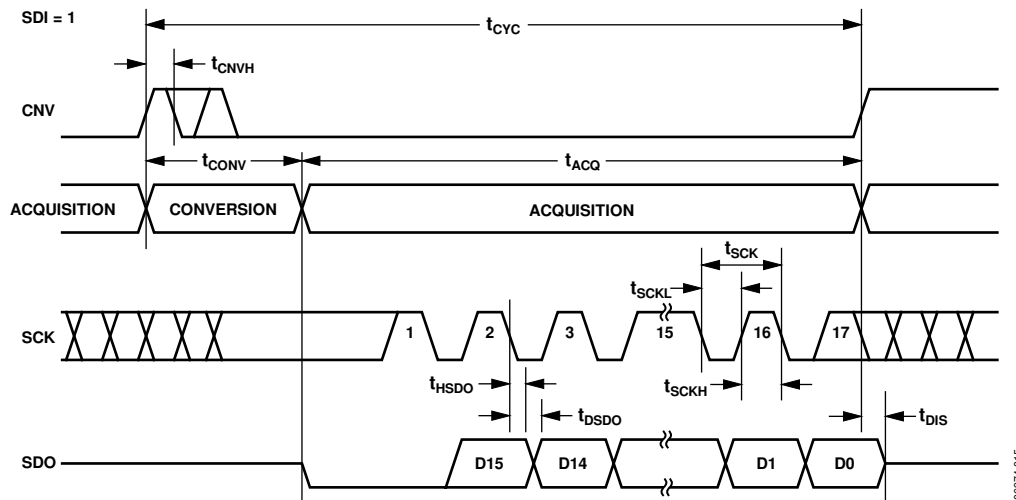 SDI = 1
tCYC
tCNVH
CNV
tCONV
tACQ
ACQUISITION
CONVERSION
ACQUISITION
tSCK
tSCKL
SCK
1
2
3
15
16
17
tHSDO
tSCKH
tDSDO
tDIS
SDO
D15
D14
D1
D0